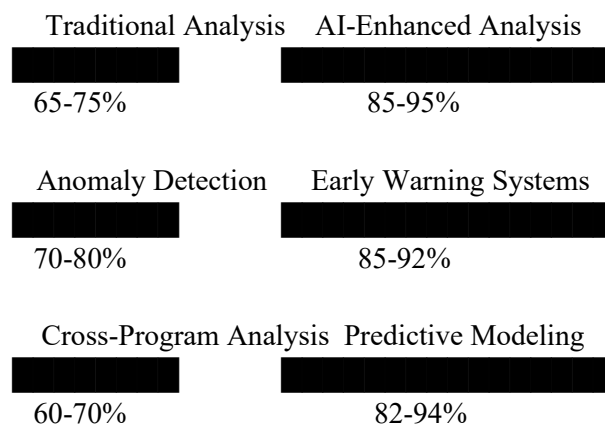 Traditional Analysis AI-Enhanced Analysis
65-75% 85-95%
Anomaly Detection Early Warning Systems
70-80% 85-92%
Cross-Program Analysis Predictive Modeling
60-70% 82-94%